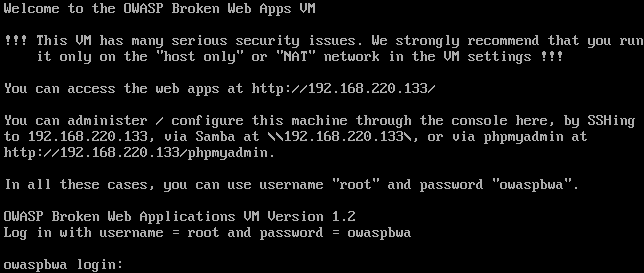 Welcome to the OWASP Broken Web Apps VM
!!! This VM has many serious security issues. We strongly recommend that you run
it only on the "host only" or "NAT" network in the VM settings !!!
You can access the web apps at http://192.168.220.133/
You can administer / configure this machine through the console here, by SSHing
to 192.168.220.133, via Samba at \\192.168.220.133\, or via phpmyadmin at
http://192.168.220.133/phpmyadmin.
In all these cases, you can use username "root" and password "owaspbwa".
OWASP Broken Web Applications VM Version 1.2
Log in with username = root and password = owaspbwa
owaspbwa login: